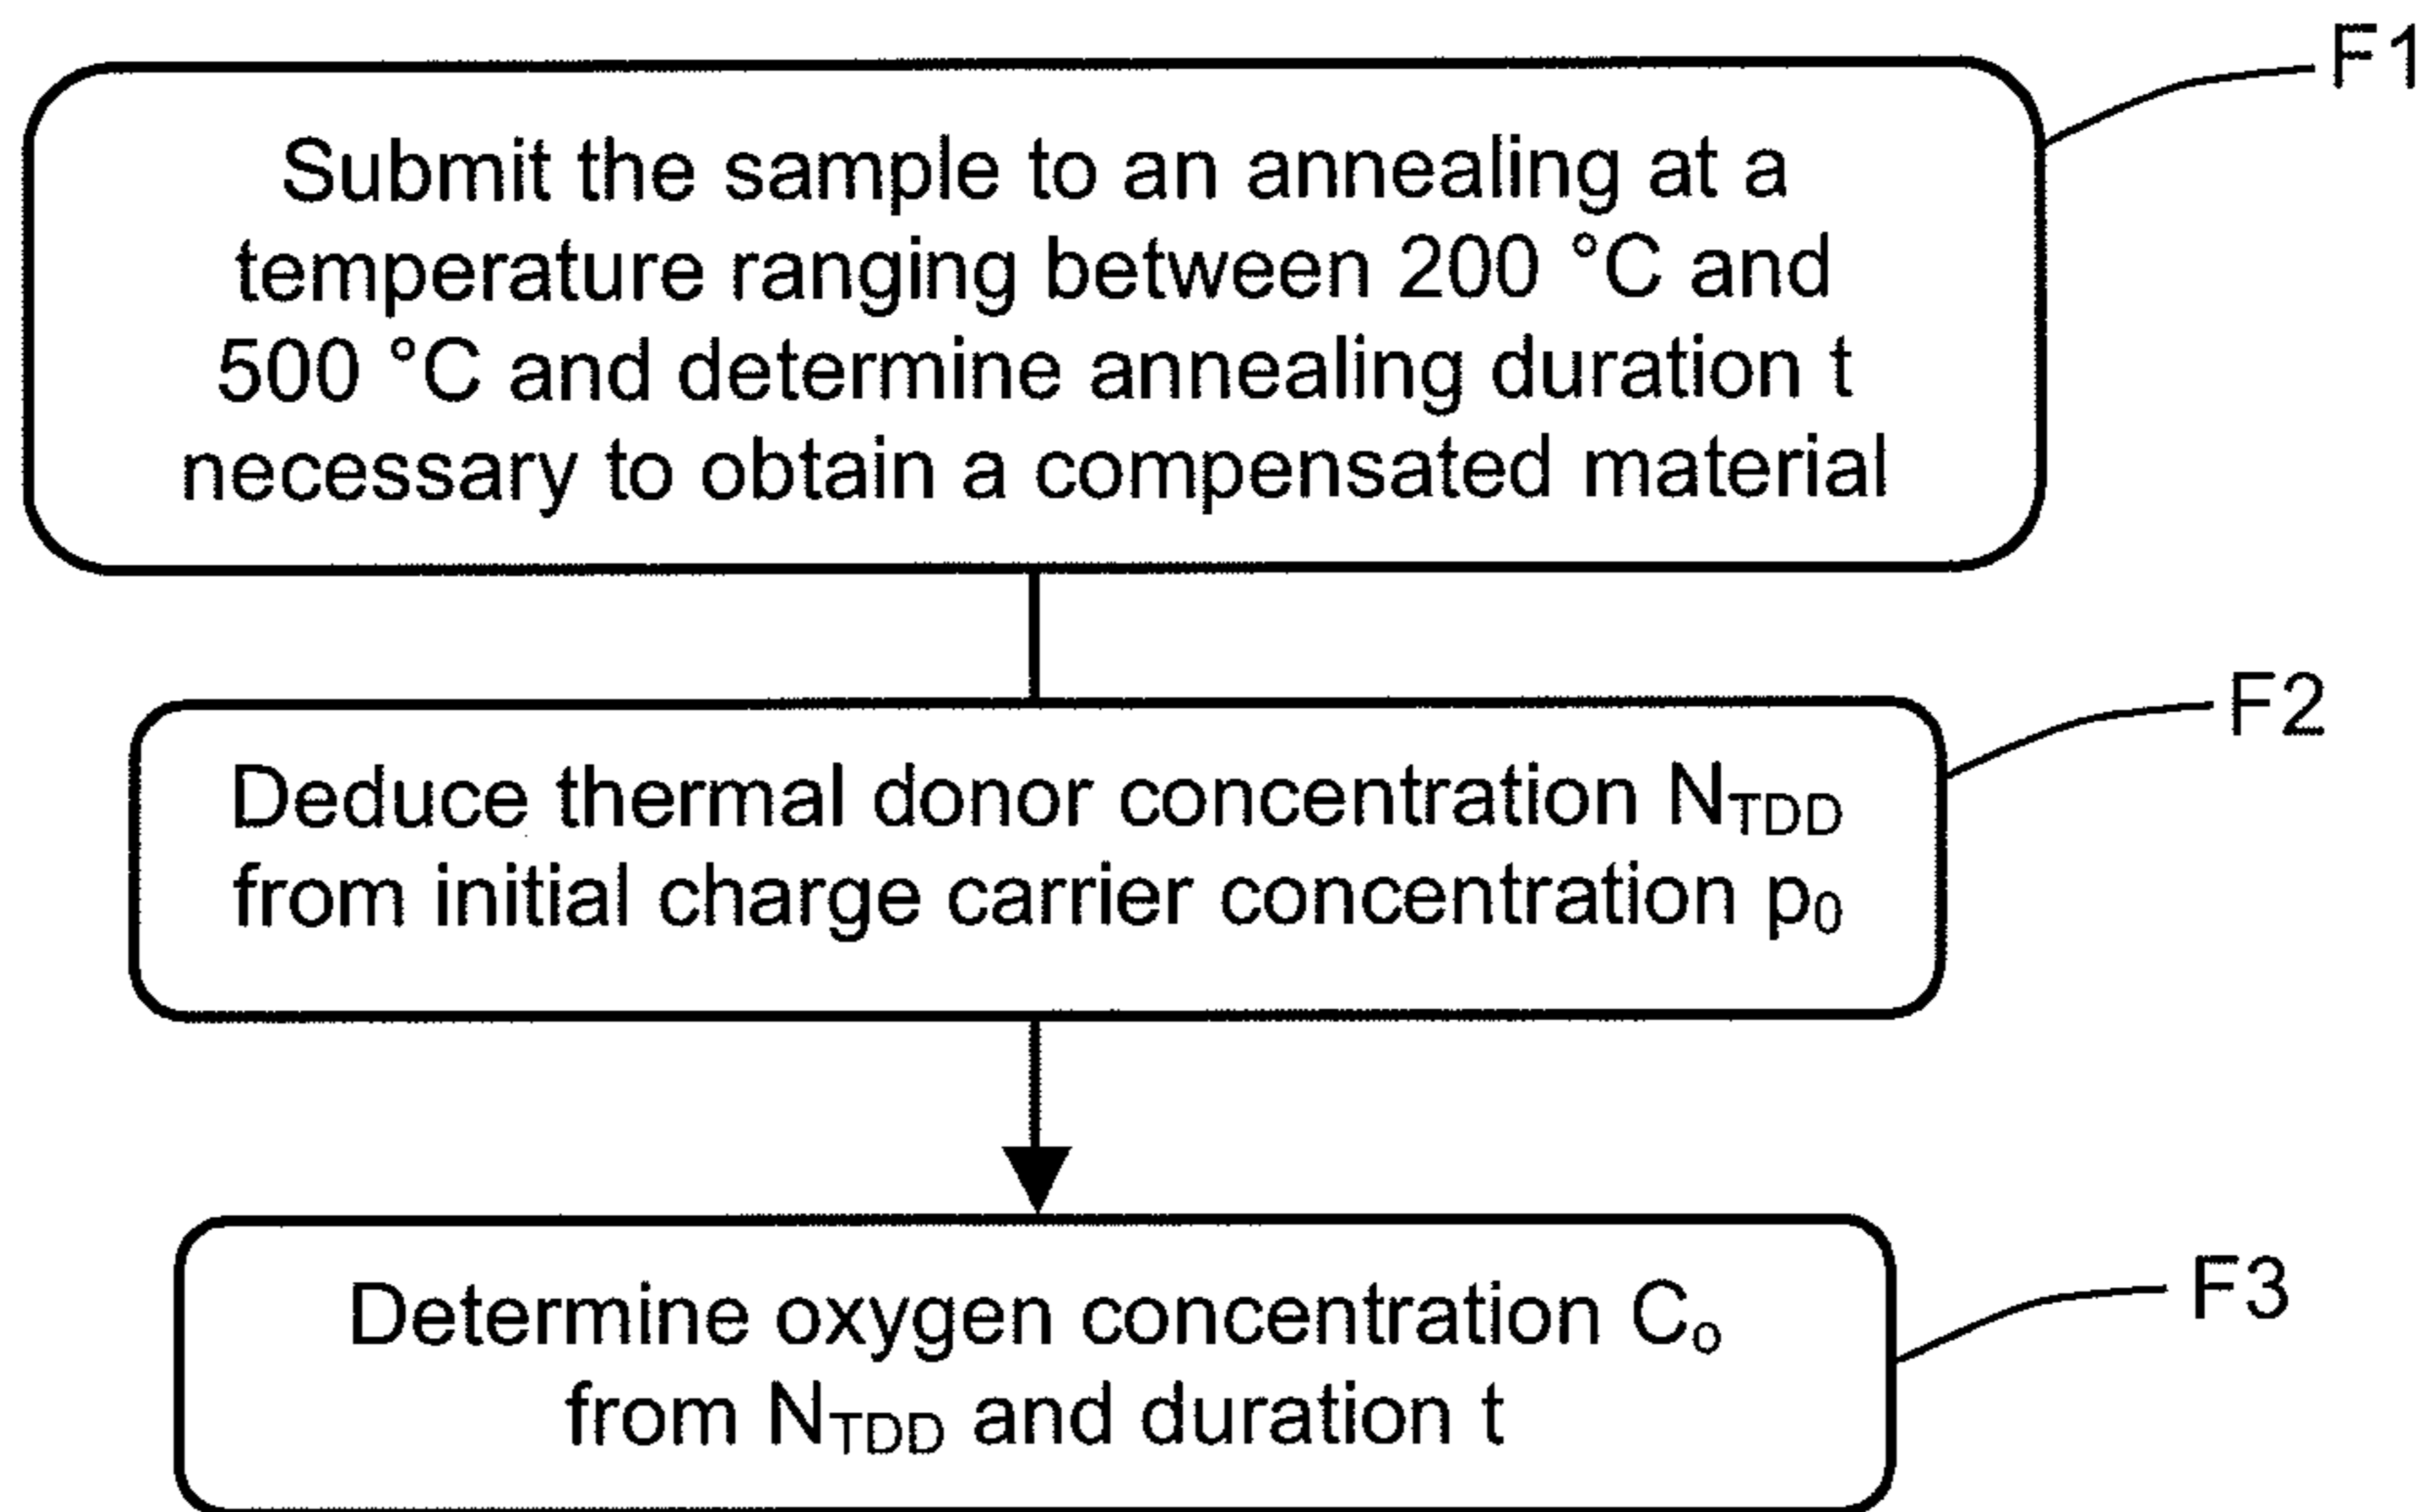 F1
Submit the sample to an annealing at a
temperature ranging between 200 °C and
500 °C and determine annealing duration t
necessary to obtain a compensated material
F2
Deduce thermal donor concentration N_TDD
from initial charge carrier concentration p₀
F3
Determine oxygen concentration Cₒ
from N_TDD and duration t